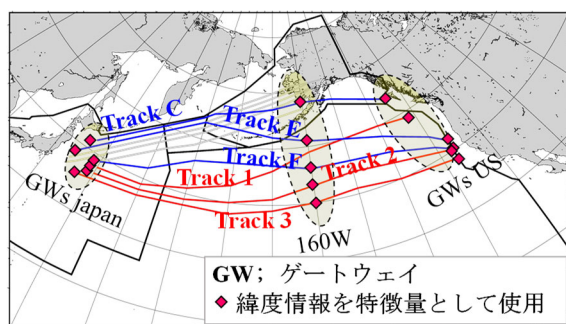 Track C
Track E
Track F
Track 2
Track 1
Track 3
GWs japan
GWs US
160W
GW; ゲートウェイ
緯度情報を特徴量として使用